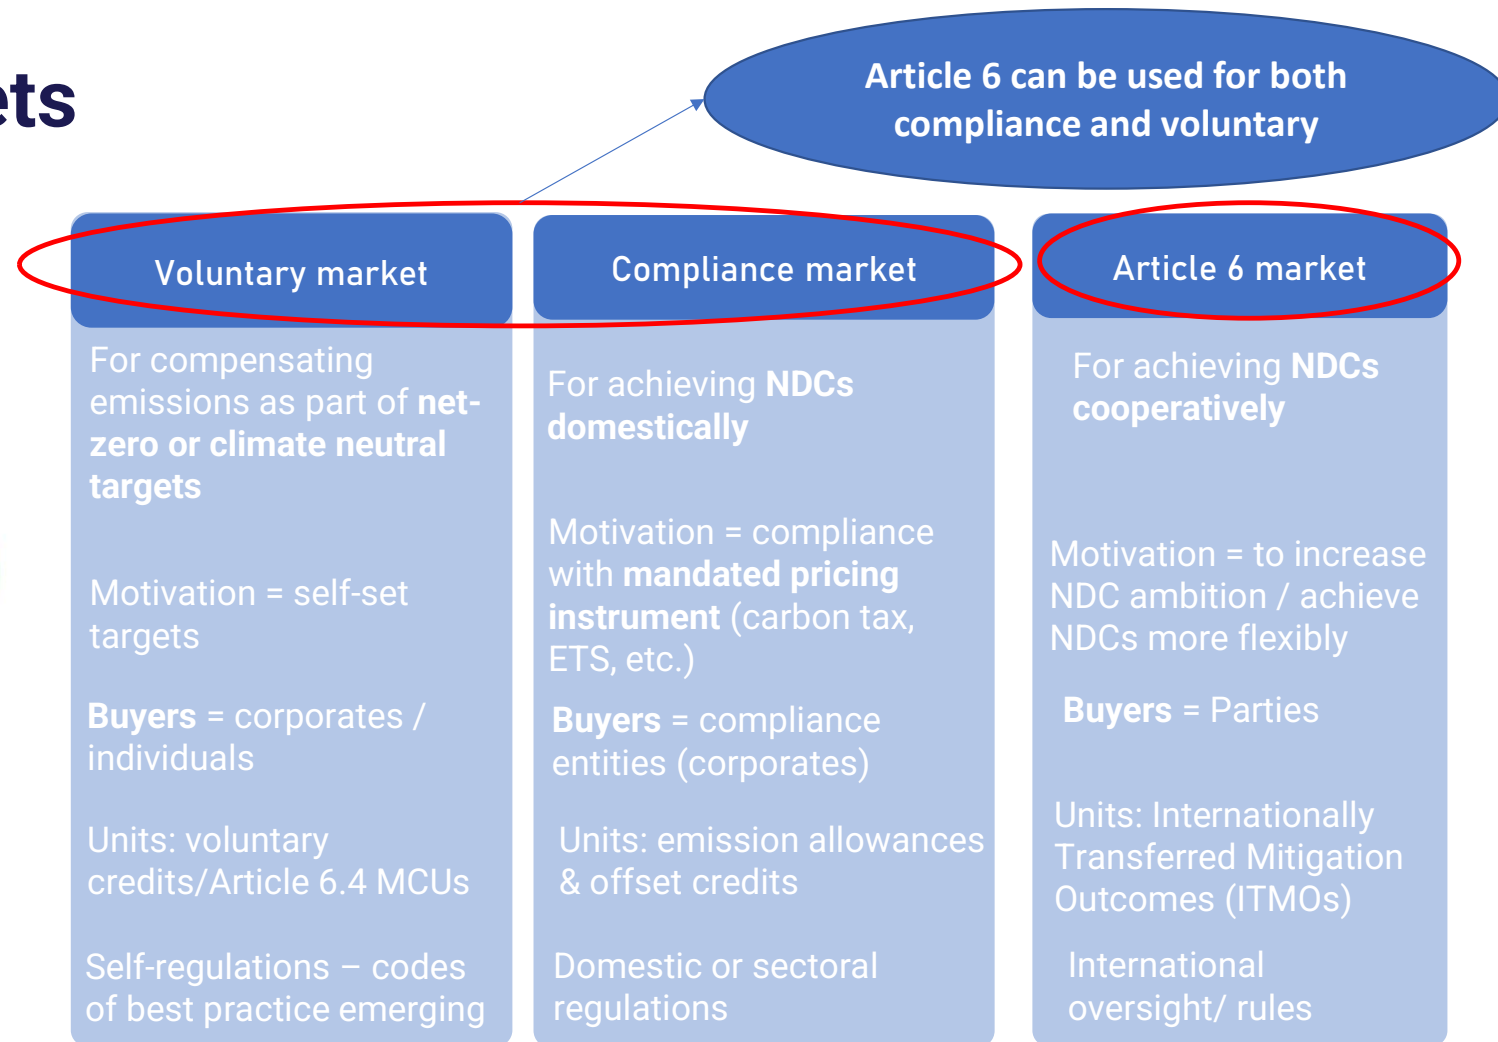 ets
Article 6 can be used for both
compliance and voluntary
Voluntary market
For compensating
emissions as part of net-
zero or climate neutral
targets
Motivation = self-set
targets
Buyers = corporates /
individuals
Units: voluntary
credits/Article 6.4 MCUs
Self-regulations – codes
of best practice emerging
Compliance market
For achieving NDCs
domestically
Motivation = compliance
with mandated pricing
instrument (carbon tax,
ETS, etc.)
Buyers = compliance
entities (corporates)
Units: emission allowances
& offset credits
Domestic or sectoral
regulations
Article 6 market
For achieving NDCs
cooperatively
Motivation = to increase
NDC ambition / achieve
NDCs more flexibly
Buyers = Parties
Units: Internationally
Transferred Mitigation
Outcomes (ITMOs)
International
oversight/ rules